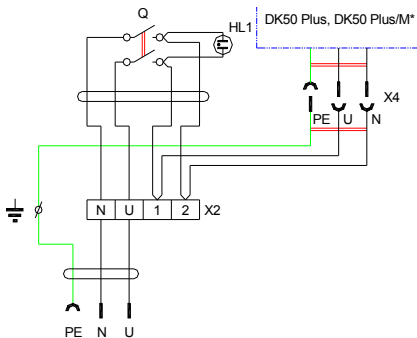 Q
HL1
DK50 Plus, DK50 Plus/M*
X4
PE U N
N U 1 2 X2
PE N U